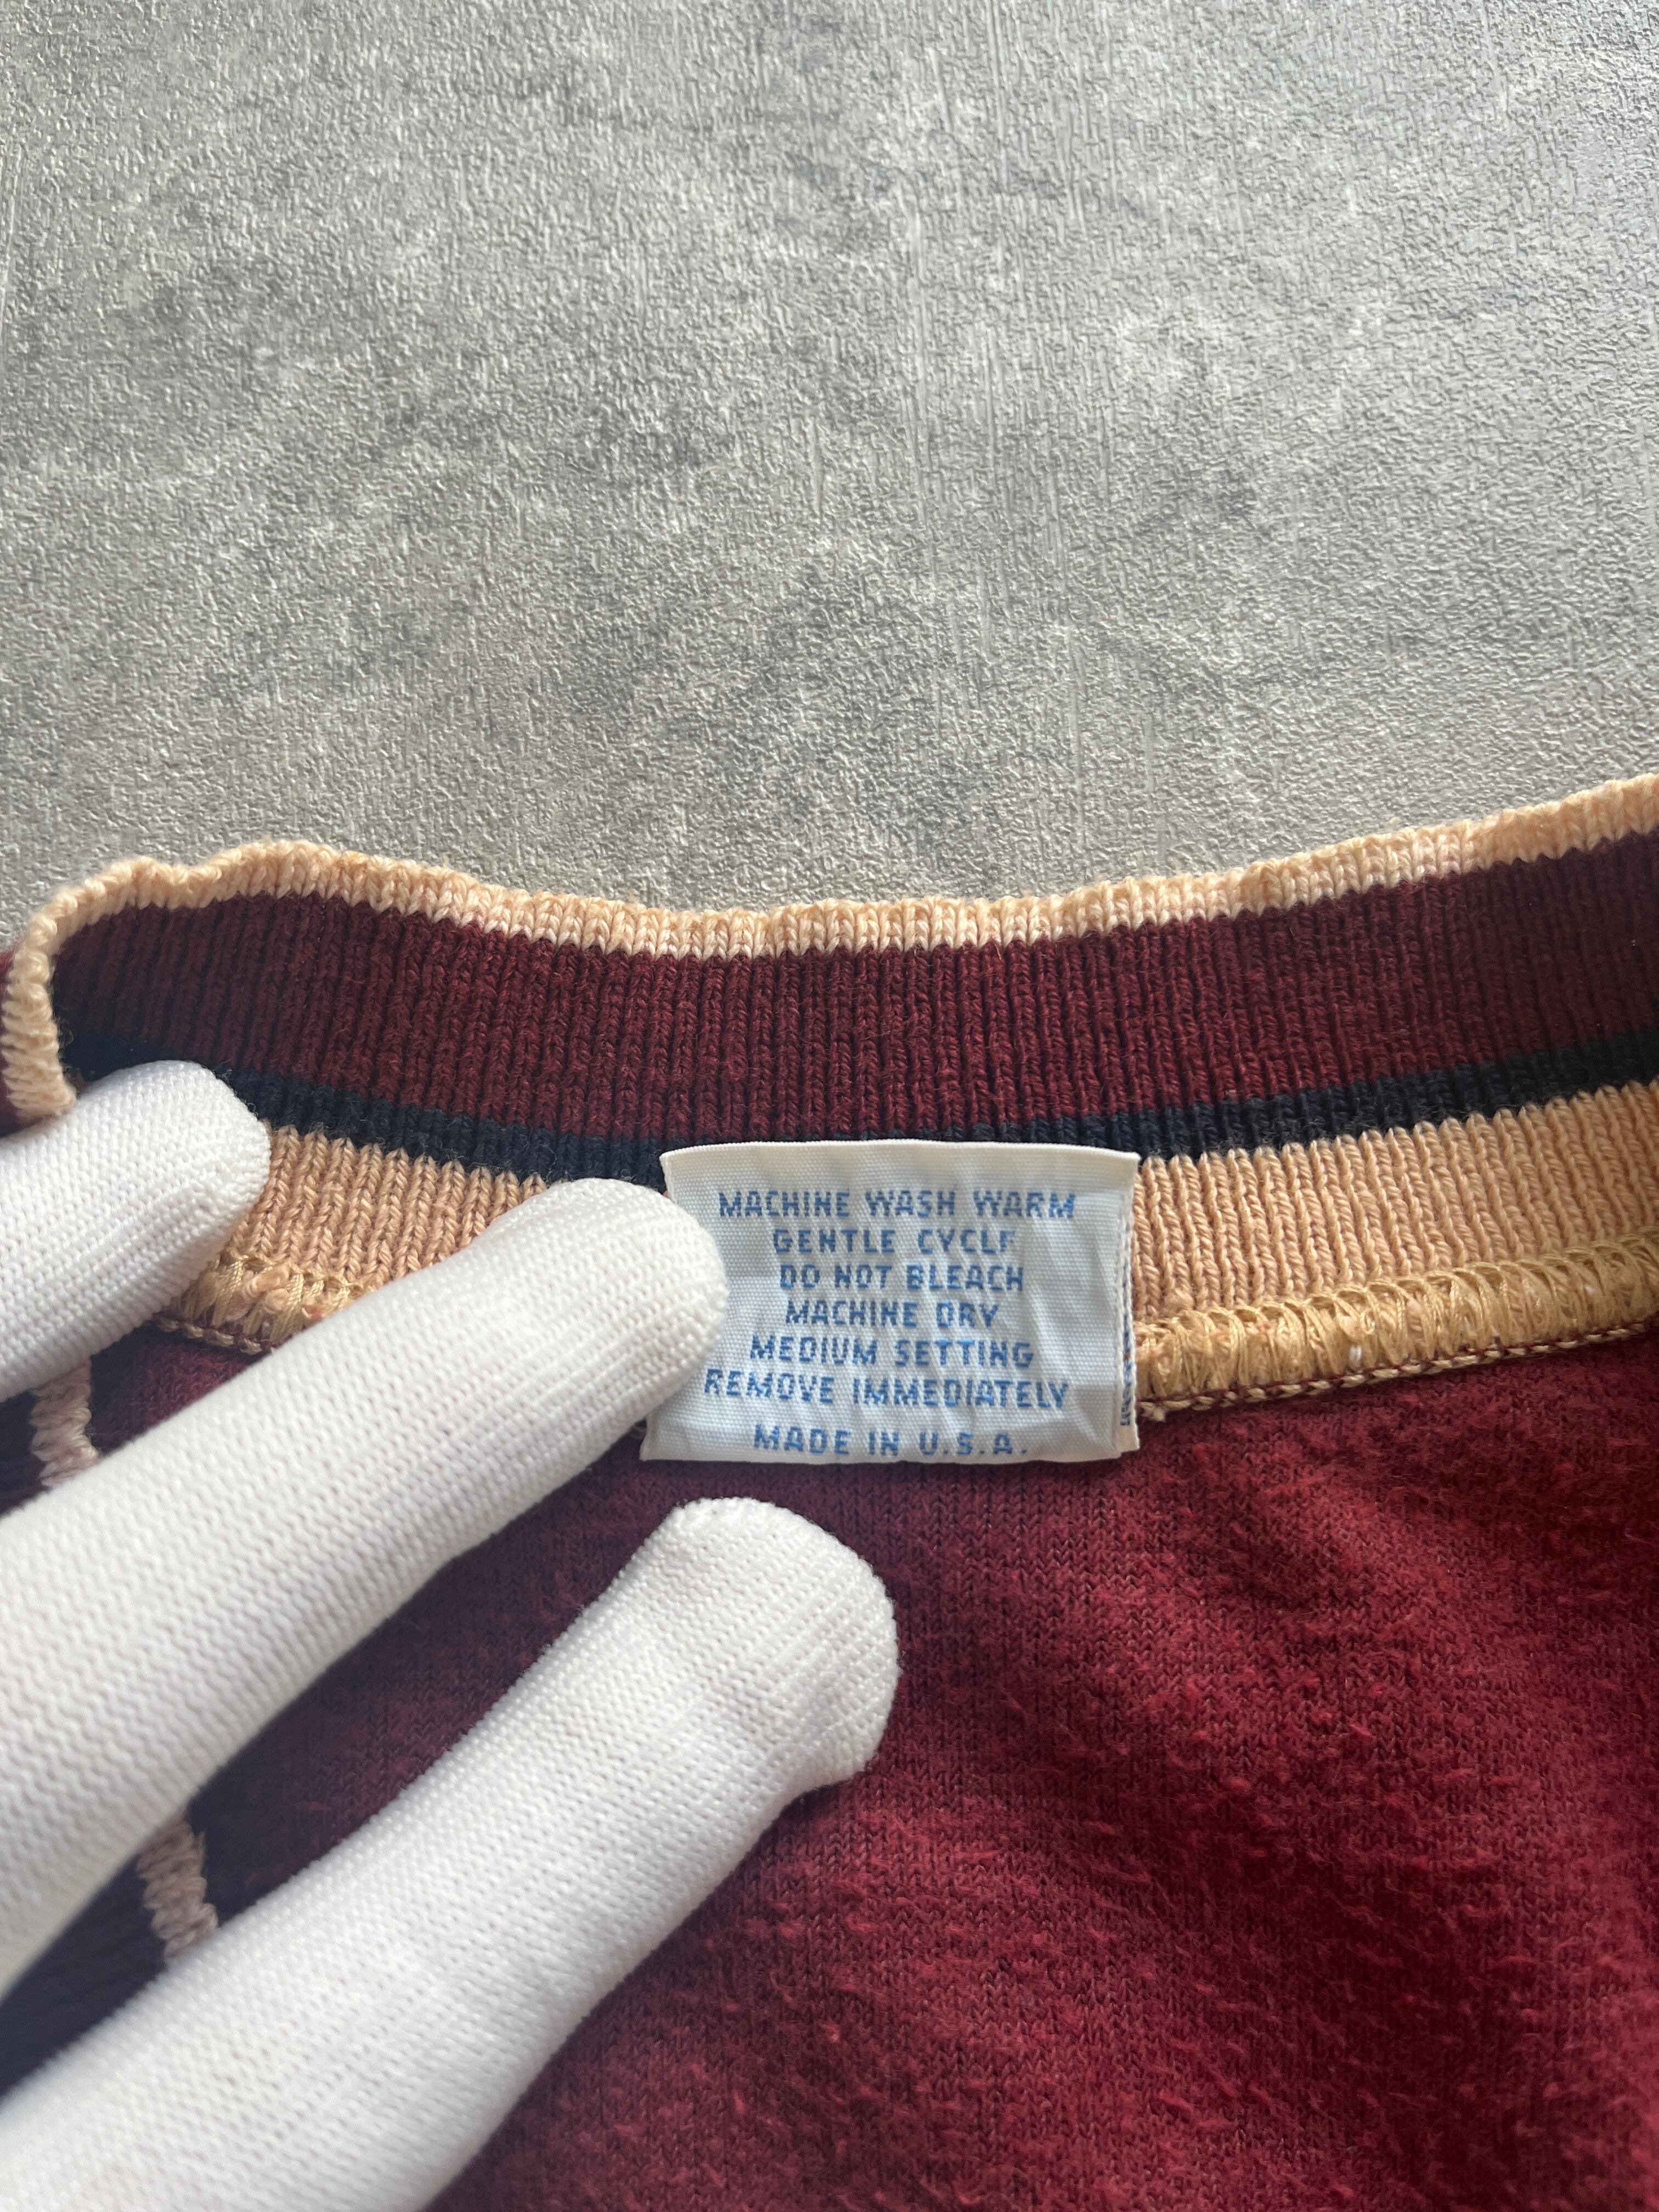 MACHINE WASH WARM
GENTLE CYCLE
DO NOT BLEACH
MACHINE DRY
MEDIUM SETTING
REMOVE IMMEDIATELY
MADE IN U.S.A.